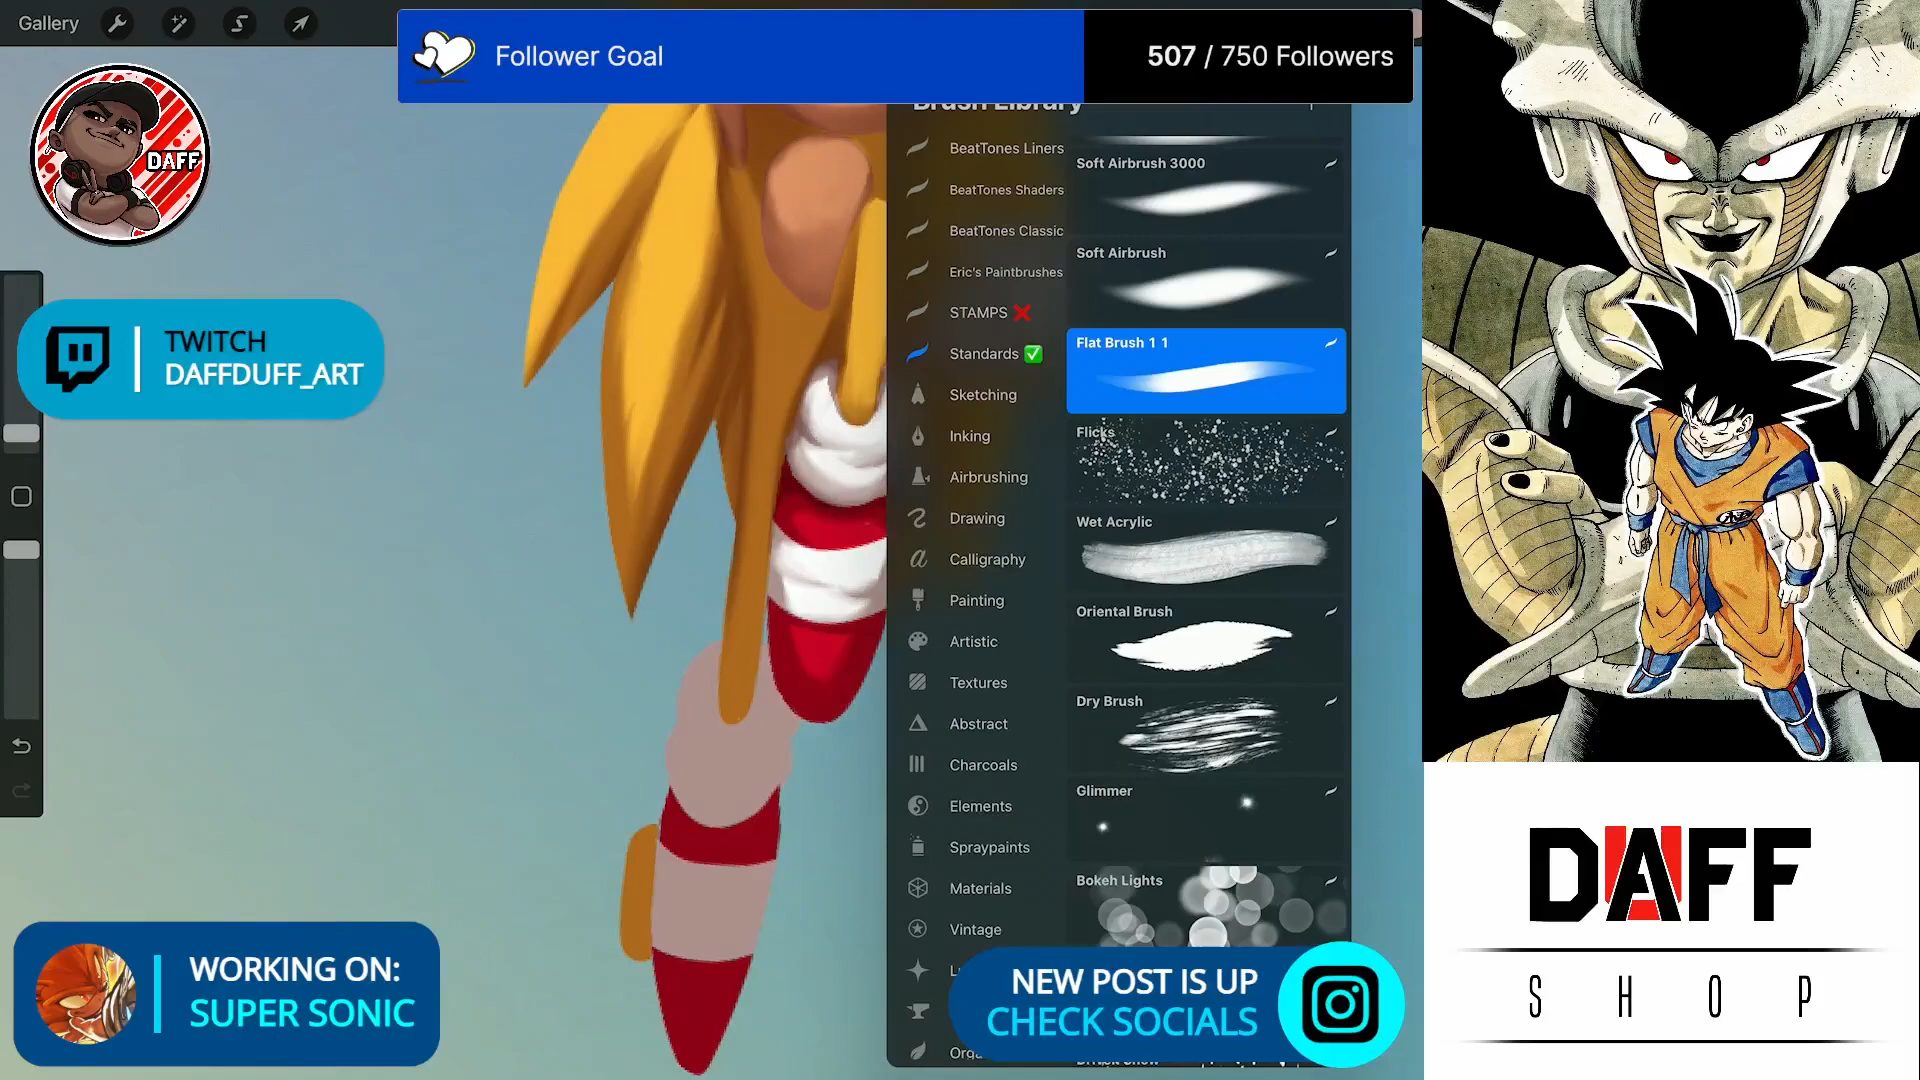 Gallery
Follower Goal
507 / 750 Followers
Brush Library
DAFF
TWITCH
DAFFDUFF_ART
BeatTones Liners
BeatTones Shaders
BeatTones Classic
Eric's Paintbrushes
STAMPS ❌
Standards ✅
Sketching
Inking
Airbrushing
Drawing
Calligraphy
Painting
Artistic
Textures
Abstract
Charcoals
Elements
Spraypaints
Materials
Vintage
Soft Airbrush 3000
Soft Airbrush
Flat Brush 1 1
Flicks
Wet Acrylic
Oriental Brush
Dry Brush
Glimmer
Bokeh Lights
WORKING ON:
SUPER SONIC
NEW POST IS UP
CHECK SOCIALS
DAFF
SHOP